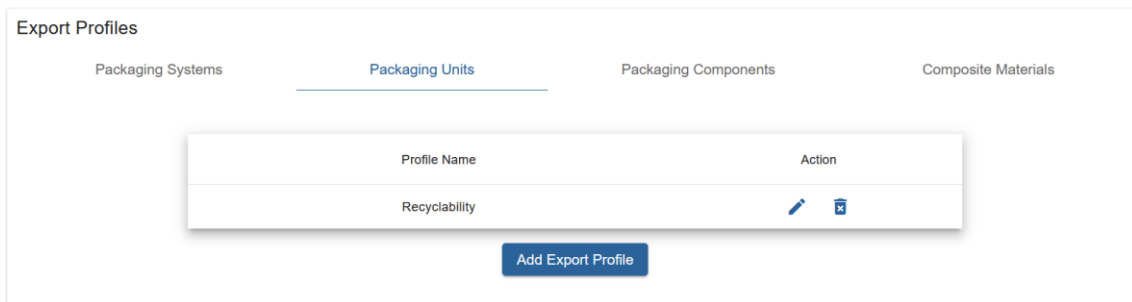 Export Profiles
Packaging Systems Packaging Units Packaging Components Composite Materials
Profile Name Action
Recyclability
Add Export Profile